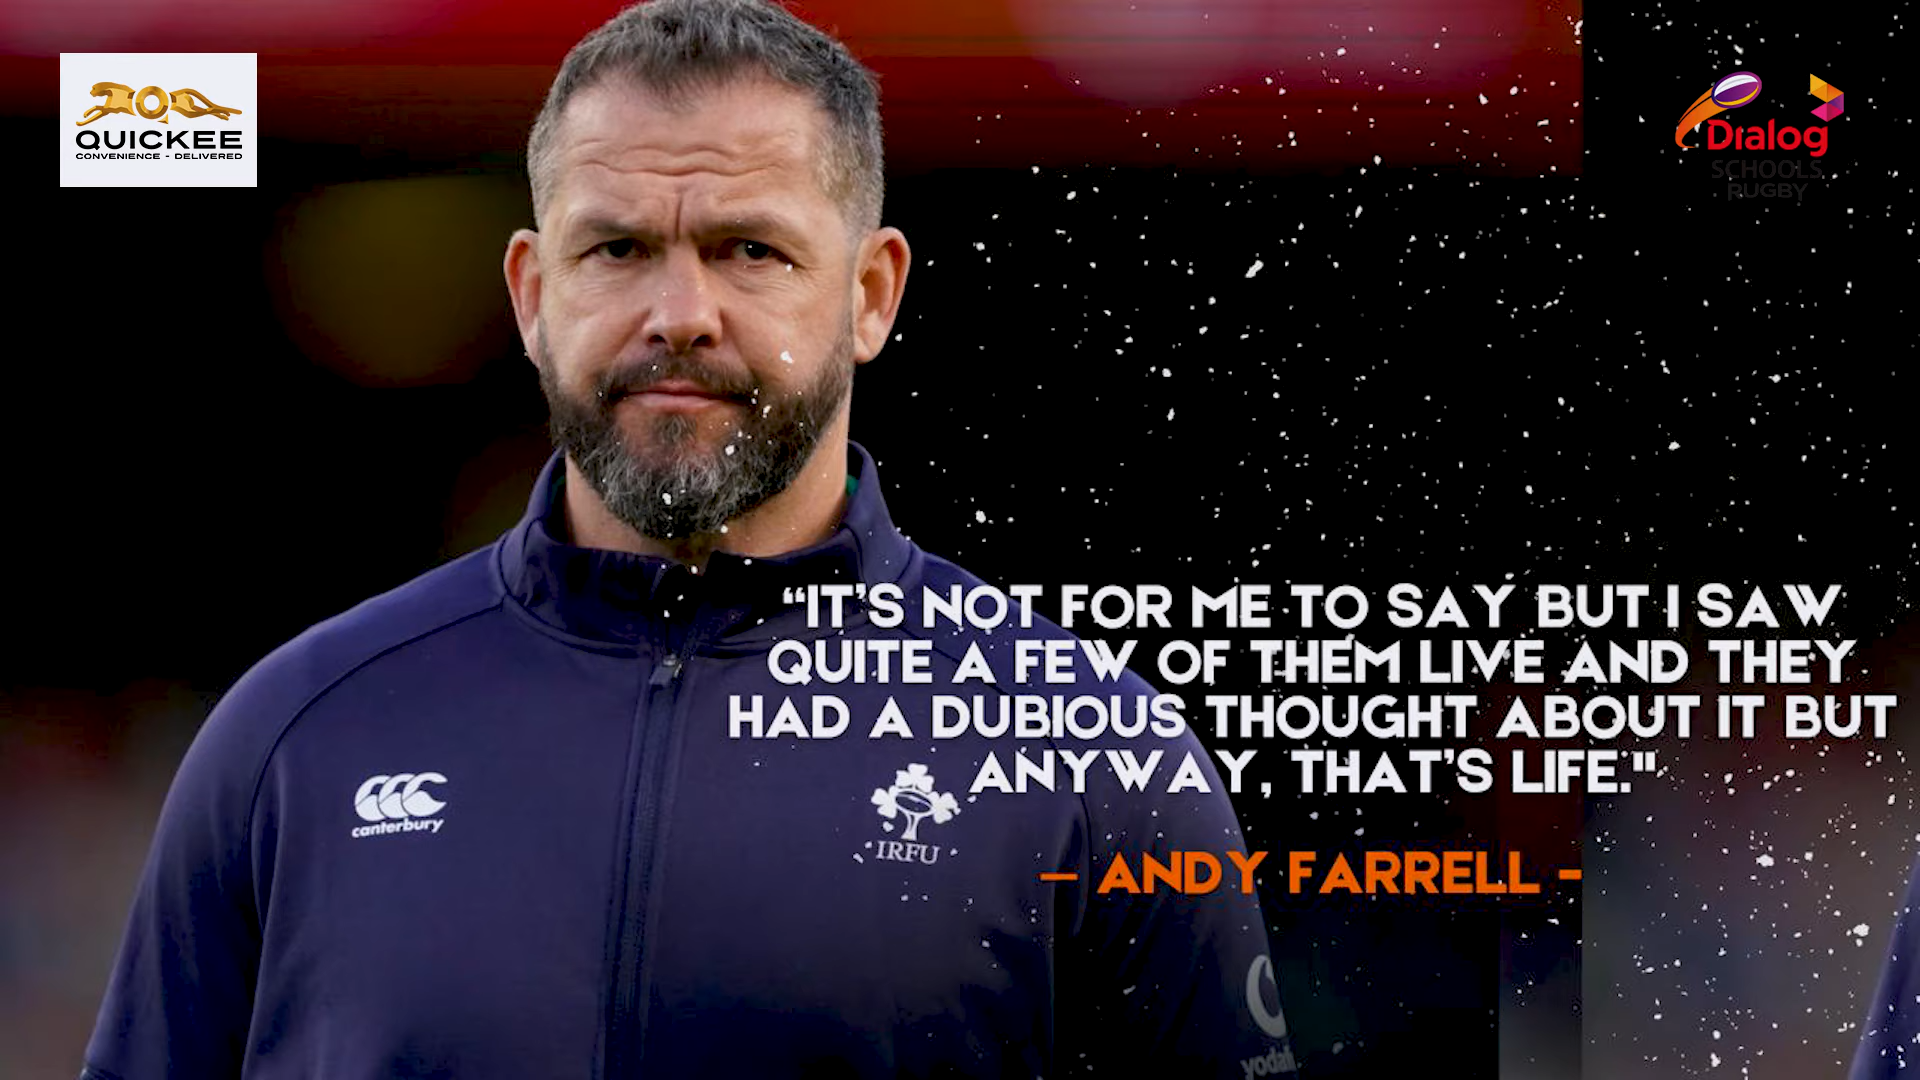 QUICKEE
CONVENIENCE - DELIVERED
Dialog
SCHOOLS
RUGBY
“IT’S NOT FOR ME TO SAY BUT I SAW
QUITE A FEW OF THEM LIVE AND THEY
HAD A DUBIOUS THOUGHT ABOUT IT BUT
ANYWAY, THAT’S LIFE."
canterbury
IRFU
– ANDY FARRELL -